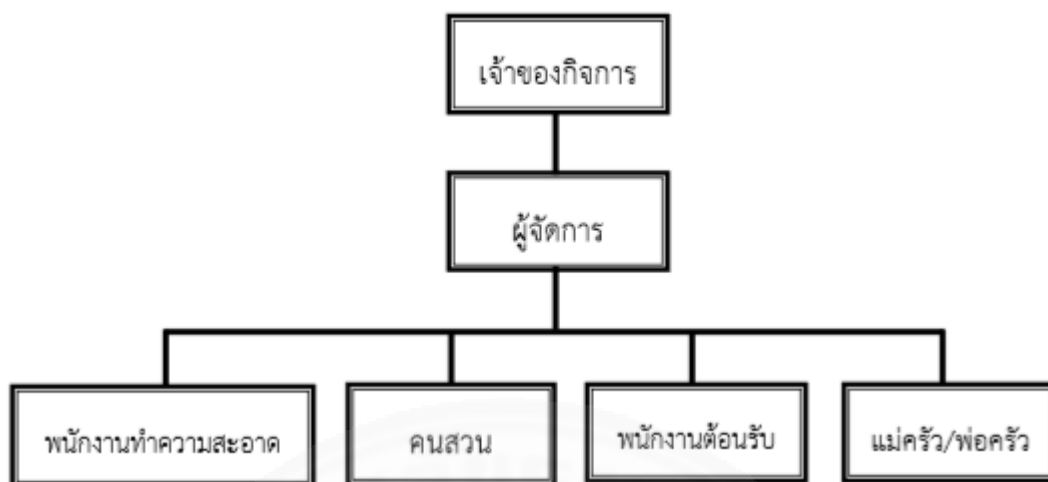 เจ้าของกิจการ
ผู้จัดการ
พนักงานทำความสะอาด
คนสวน
พนักงานต้อนรับ
แม่ครัว/พ่อครัว